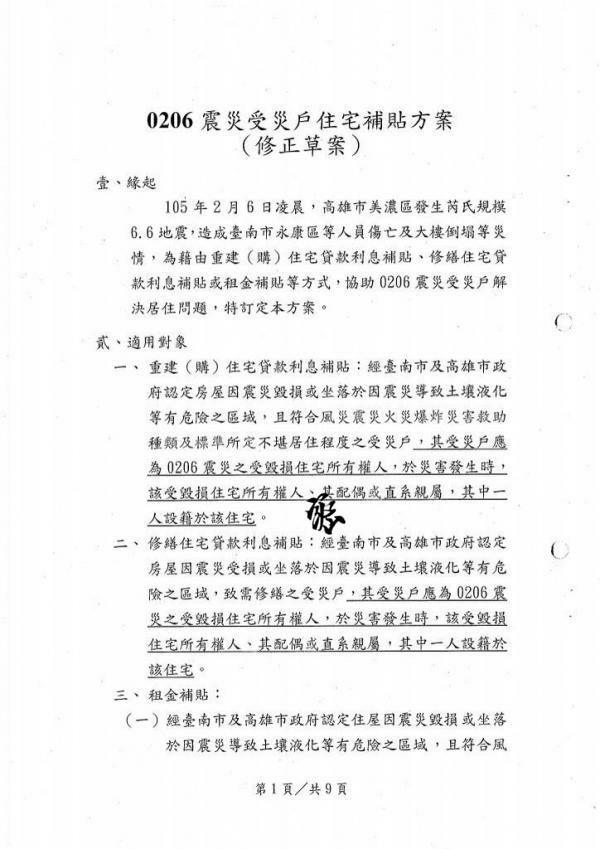 0206 震災受災戶住宅補貼方案
（修正草案）
壹、緣起
105 年 2 月 6 日凌晨，高雄市美濃區發生芮氏規模
6.6 地震，造成臺南市永康區等人員傷亡及大樓倒塌等災
情，為藉由重建（購）住宅貸款利息補貼、修繕住宅貸
款利息補貼或租金補貼等方式，協助 0206 震災受災戶解
決居住問題，特訂定本方案。
貳、適用對象
一、重建（購）住宅貸款利息補貼：經臺南市及高雄市政
府認定房屋因震災毀損或坐落於因震災導致土壤液化
等有危險之區域，且符合風災震災火災爆炸災害救助
種類及標準所定不堪居住程度之受災戶，其受災戶應
為 0206 震災之受毀損住宅所有權人，於災害發生時，
該受毀損住宅所有權人、其配偶或直系親屬，其中一
人設籍於該住宅。
二、修繕住宅貸款利息補貼：經臺南市及高雄市政府認定
房屋因震災受損或坐落於因震災導致土壤液化等有危
險之區域，致需修繕之受災戶，其受災戶應為 0206 震
災之受毀損住宅所有權人，於災害發生時，該受毀損
住宅所有權人、其配偶或直系親屬，其中一人設籍於
該住宅。
三、租金補貼：
（一）經臺南市及高雄市政府認定住屋因震災毀損或坐落
於因震災導致土壤液化等有危險之區域，且符合風
第 1 頁／共 9 頁